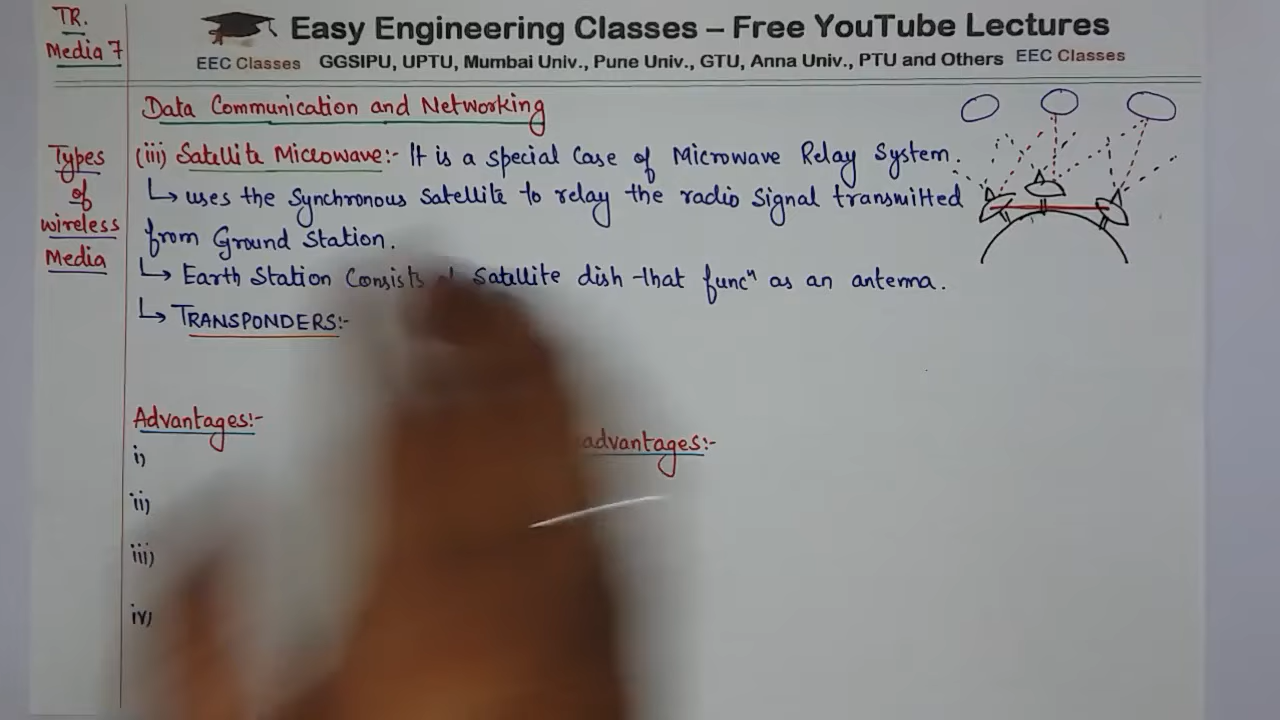 TR.
Media 7
Easy Engineering Classes – Free YouTube Lectures
EEC Classes GGSIPU, UPTU, Mumbai Univ., Pune Univ., GTU, Anna Univ., PTU and Others EEC Classes
Data Communication and Networking
Types
of
wireless
Media
(iii) Satellite Microwave:- It is a special Case of Microwave Relay System.
↳ uses the Synchronous Satellite to relay the radio Signal transmitted
from Ground Station.
↳ Earth Station Consists Satellite dish that funcⁿ as an antenna.
↳ TRANSPONDERS:-
Advantages:-
advantages:-
i)
ii)
iii)
iv)